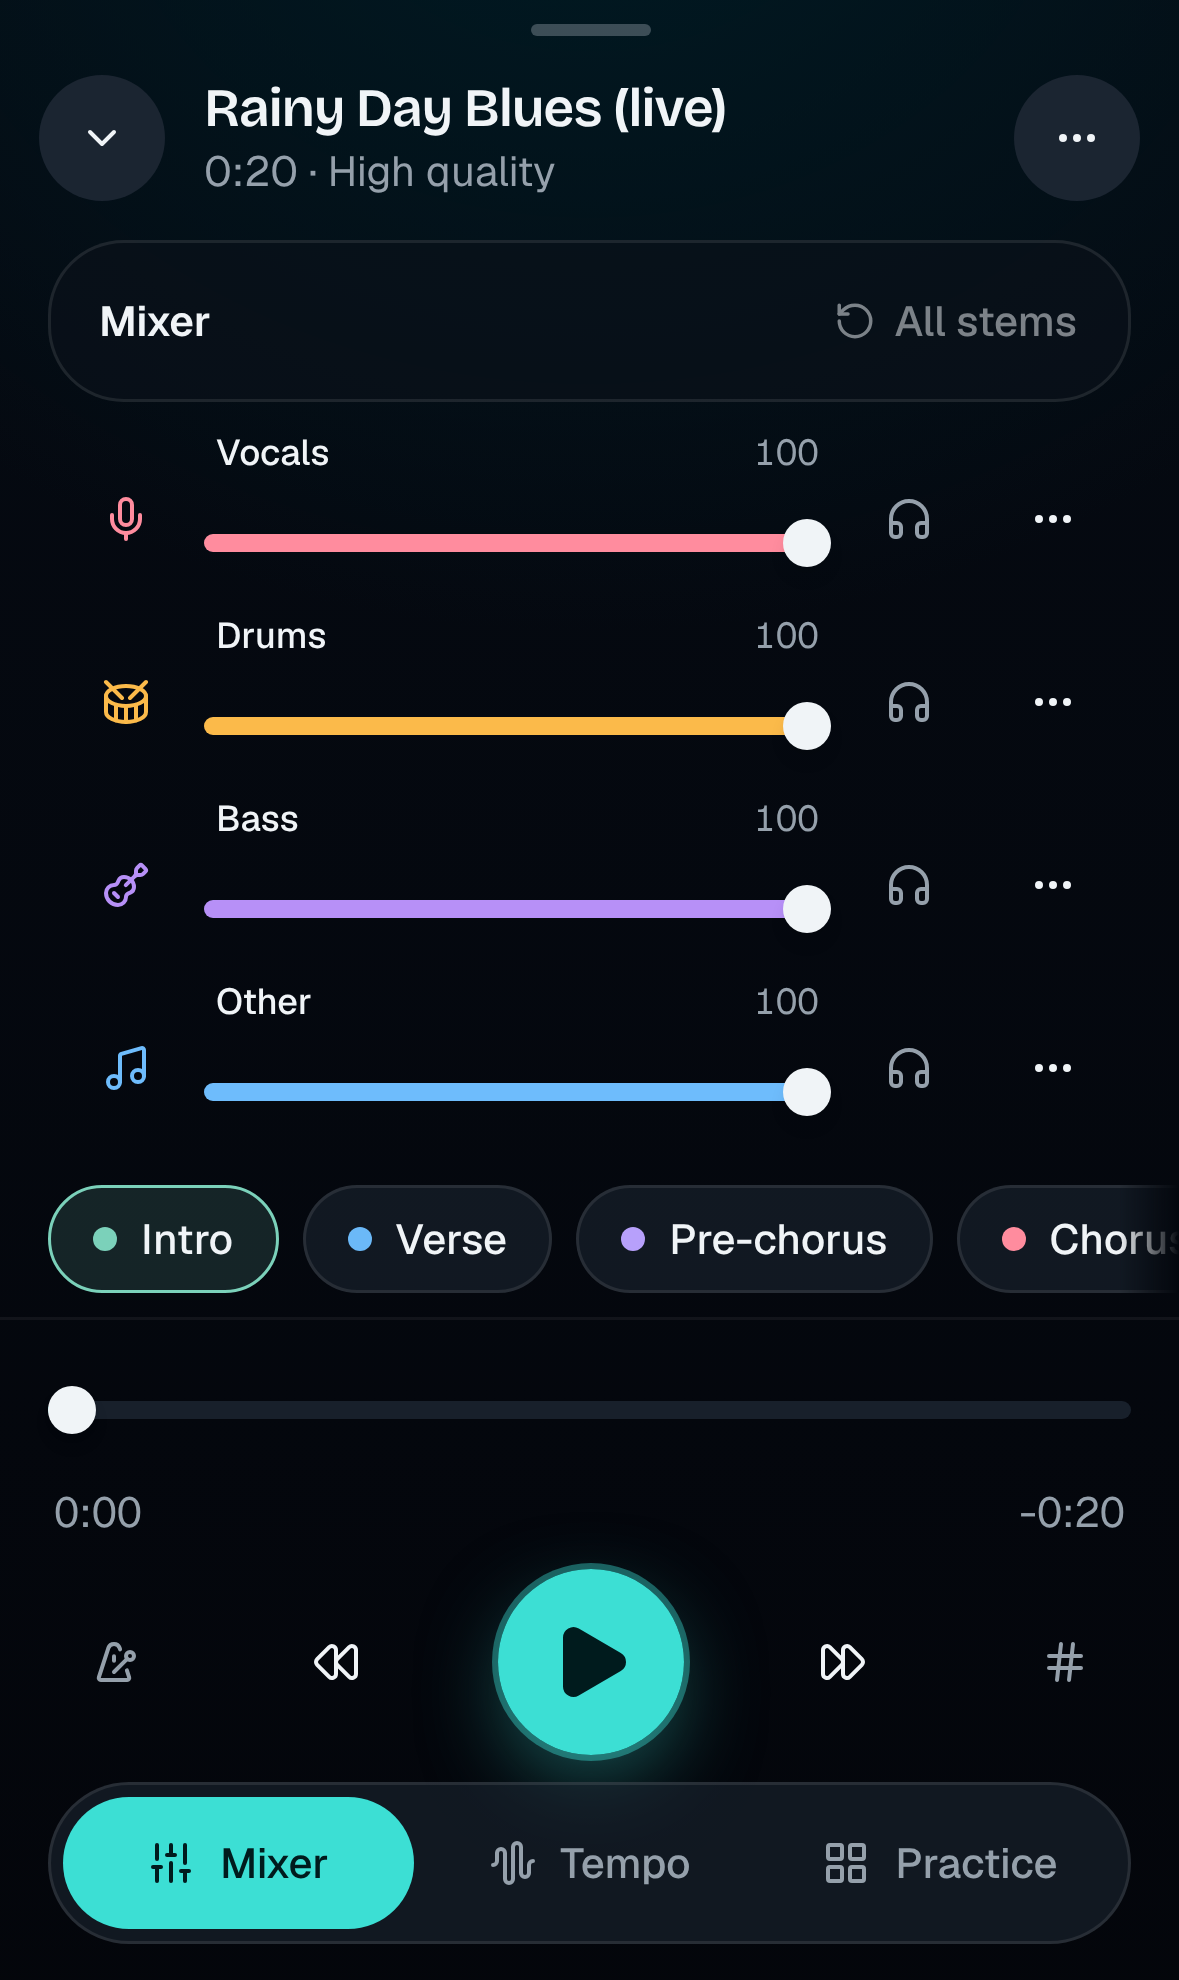 Rainy Day Blues (live)
0:20 · High quality
Mixer
All stems
Vocals 100
Drums 100
Bass 100
Other 100
Intro Verse Pre-chorus Chorus
0:00 -0:20
Mixer Tempo Practice